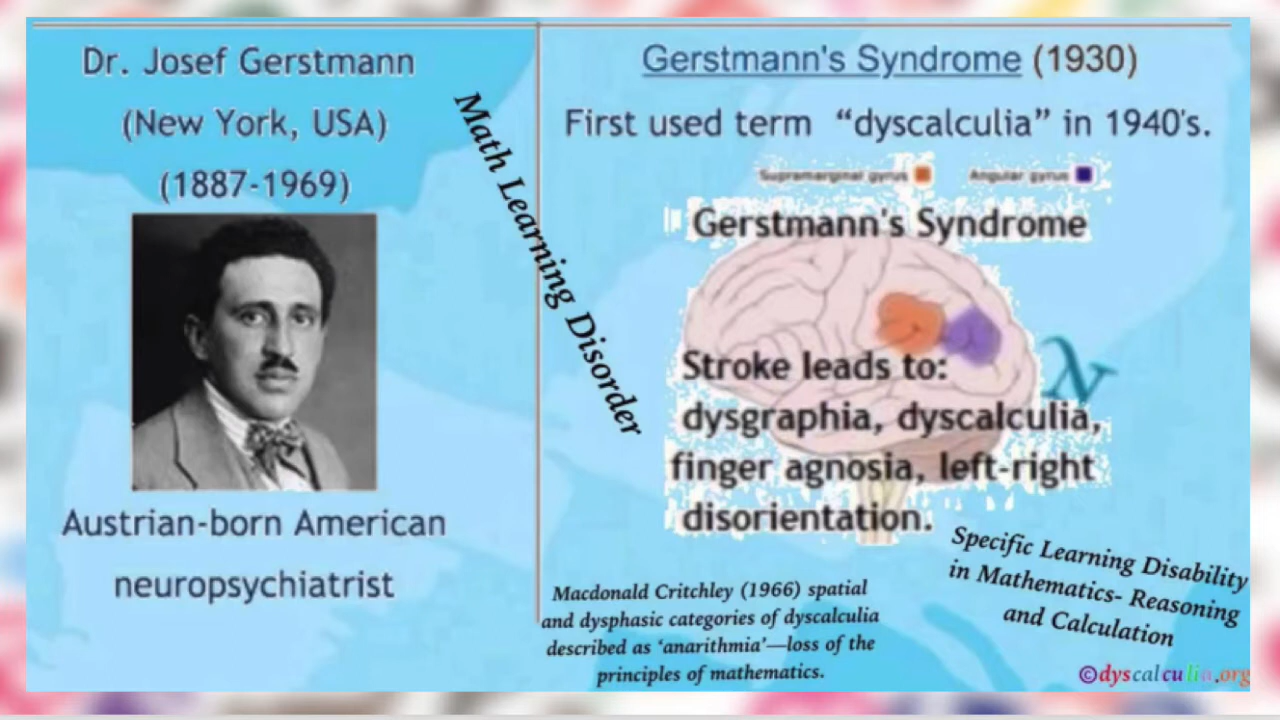 Dr. Josef Gerstmann
(New York, USA)
(1887-1969)
Austrian-born American
neuropsychiatrist
Math Learning Disorder
Gerstmann's Syndrome (1930)
First used term “dyscalculia” in 1940's.
Supramarginal gyrus
Angular gyrus
Gerstmann's Syndrome
Stroke leads to:
dysgraphia, dyscalculia,
finger agnosia, left-right
disorientation.
Macdonald Critchley (1966) spatial
and dysphasic categories of dyscalculia
described as ‘anarithmia’—loss of the
principles of mathematics.
Specific Learning Disability
in Mathematics- Reasoning
and Calculation
©dyscalculia.org